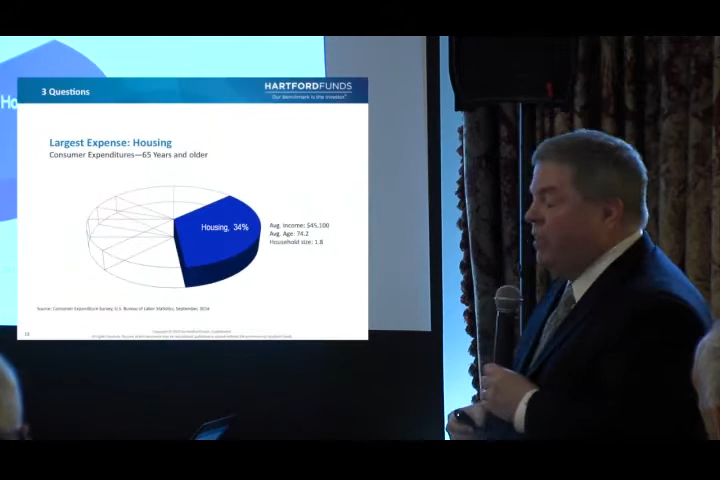 3 Questions
HARTFORDFUNDS
Our benchmark is the investor®
Ho
Largest Expense: Housing
Consumer Expenditures—65 Years and older
Housing, 34%
Avg. Income: $45,100
Avg. Age: 74.2
Household size: 1.8
Source: Consumer Expenditure Survey, U.S. Bureau of Labor Statistics, September, 2014